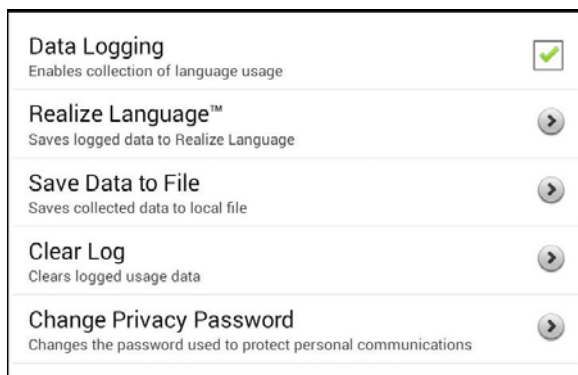 Data Logging
Enables collection of language usage
Realize Language™
Saves logged data to Realize Language
Save Data to File
Saves collected data to local file
Clear Log
Clears logged usage data
Change Privacy Password
Changes the password used to protect personal communications